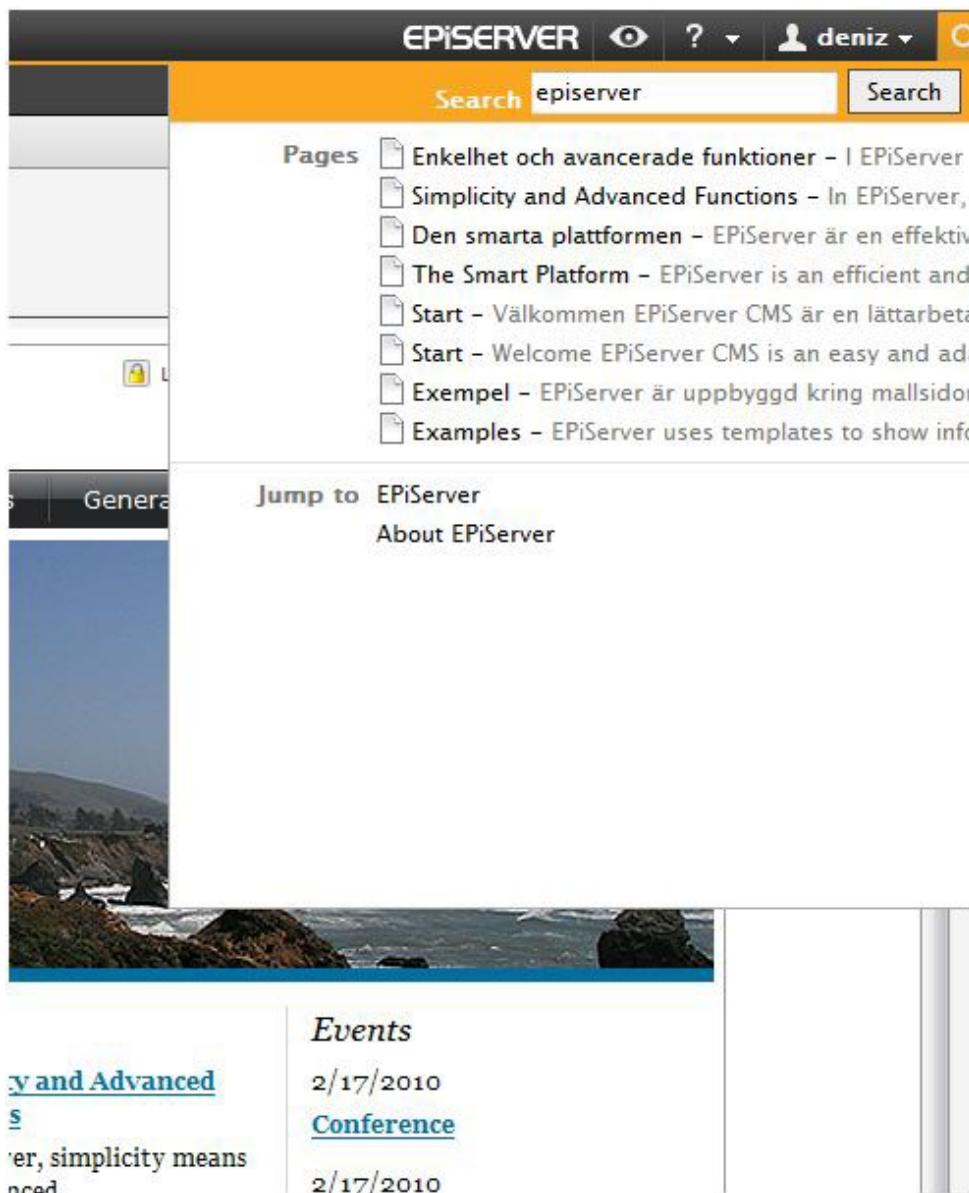 EPiSERVER ? deniz
Search episerver Search
Pages Enkelhet och avancerade funktioner – I EPiServer
Simplicity and Advanced Functions – In EPiServer,
Den smarta plattformen – EPiServer är en effektiv
The Smart Platform – EPiServer is an efficient and
Start – Välkommen EPiServer CMS är en lättarbeta
Start – Welcome EPiServer CMS is an easy and ad
Exempel – EPiServer är uppbyggd kring mallsidor
Examples – EPiServer uses templates to show info
L
s Genera
Jump to EPiServer
About EPiServer
Events
2/17/2010
Conference
2/17/2010
y and Advanced
s
er, simplicity means
nced